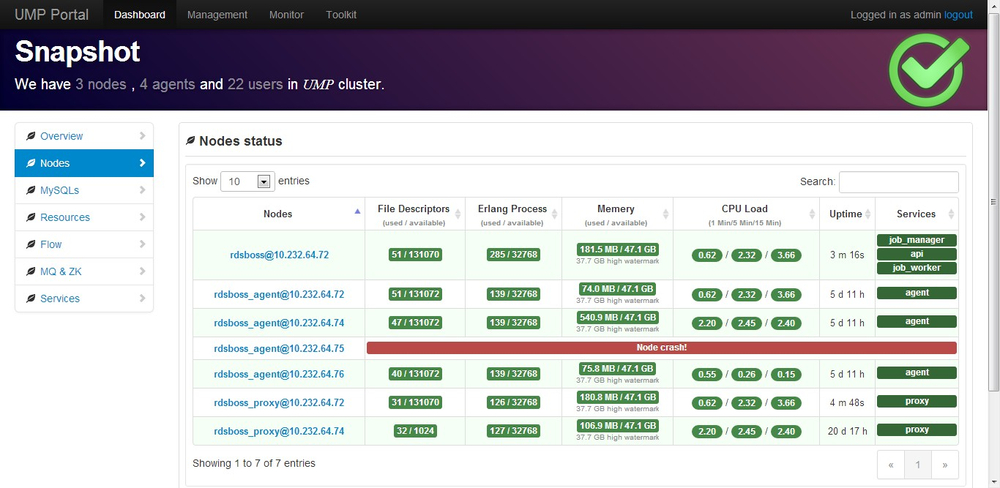 UMP Portal Dashboard Management Monitor Toolkit Logged in as admin logout
Snapshot
We have 3 nodes , 4 agents and 22 users in UMP cluster.
Overview
Nodes
MySQLs
Resources
Flow
MQ & ZK
Services
Nodes status
Show 10 entries Search:
Nodes File Descriptors Erlang Process Memery CPU Load Uptime Services
(used / available) (used / available) (used / available) (1 Min/5 Min/15 Min)
rdsboss@10.232.64.72 51 / 131070 285 / 32768 181.5 MB / 47.1 GB 0.62 / 2.32 / 3.66 3 m 16s job_manager
37.7 GB high watermark api
job_worker
rdsboss_agent@10.232.64.72 51 / 131072 139 / 32768 74.0 MB / 47.1 GB 0.62 / 2.32 / 3.66 5 d 11 h agent
37.7 GB high watermark
rdsboss_agent@10.232.64.74 47 / 131072 139 / 32768 540.9 MB / 47.1 GB 2.20 / 2.45 / 2.40 5 d 11 h agent
37.7 GB high watermark
rdsboss_agent@10.232.64.75 Node crash!
rdsboss_agent@10.232.64.76 40 / 131072 139 / 32768 75.8 MB / 47.1 GB 0.55 / 0.26 / 0.15 5 d 11 h agent
37.7 GB high watermark
rdsboss_proxy@10.232.64.72 31 / 131070 126 / 32768 180.8 MB / 47.1 GB 0.62 / 2.32 / 3.66 4 m 48s proxy
37.7 GB high watermark
rdsboss_proxy@10.232.64.74 32 / 1024 127 / 32768 106.9 MB / 47.1 GB 2.20 / 2.45 / 2.40 20 d 17 h proxy
37.7 GB high watermark
Showing 1 to 7 of 7 entries « 1 »